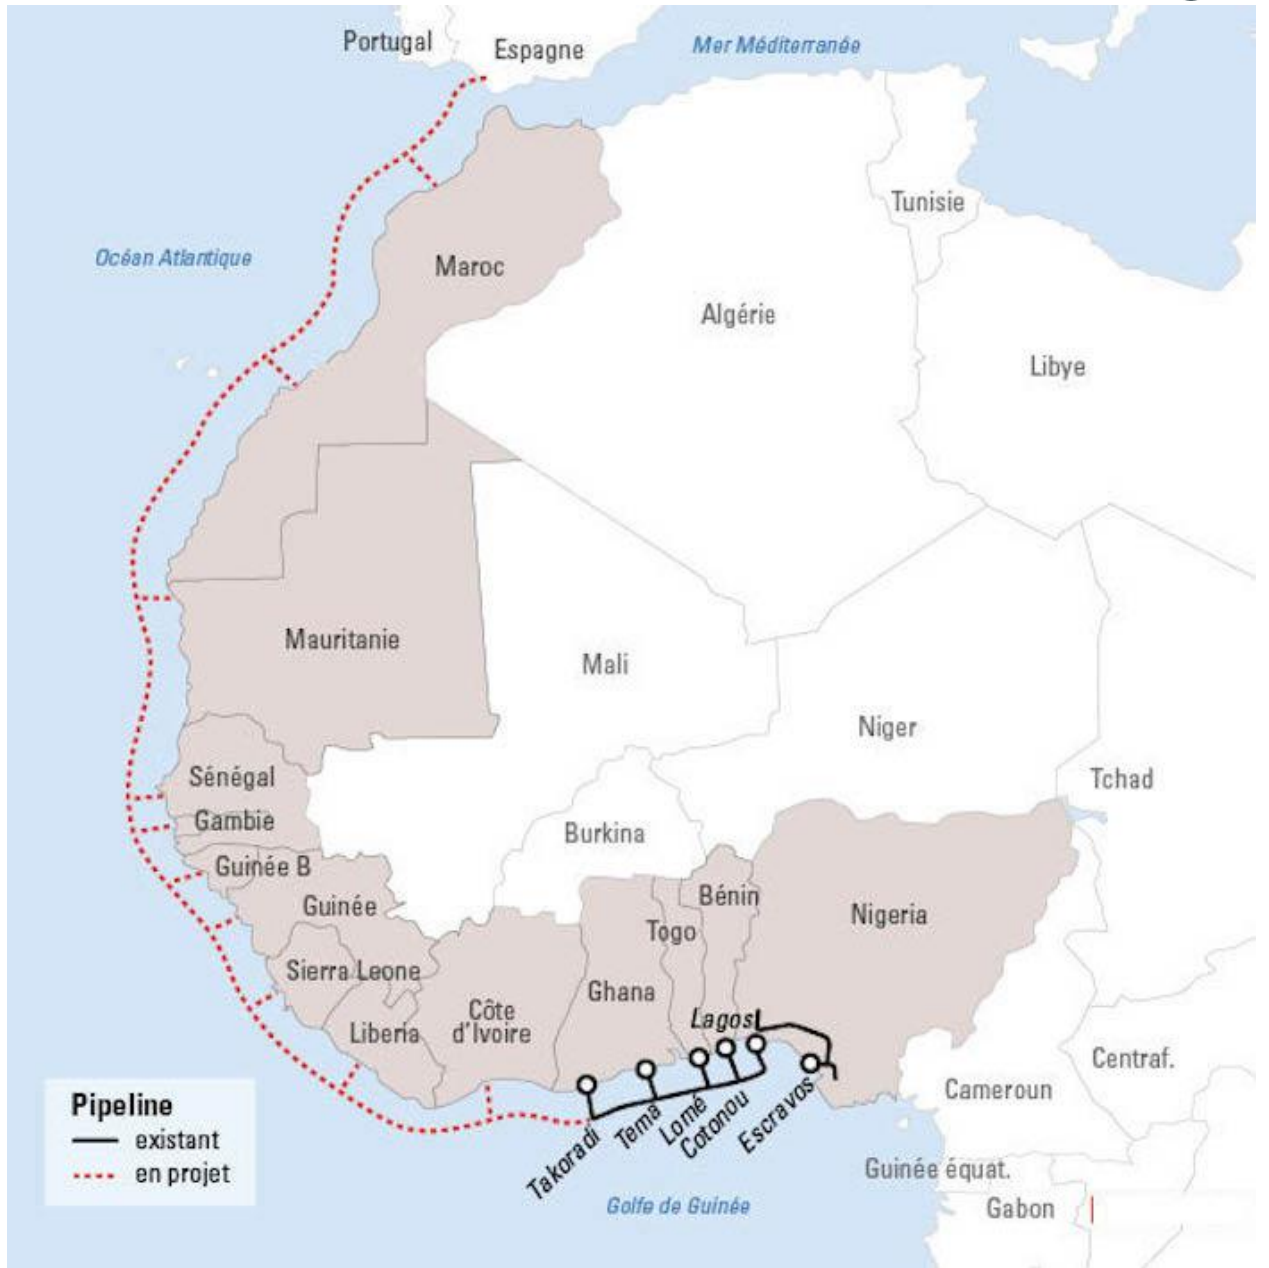 Portugal
Espagne
Mer Méditerranée
Tunisie
Océan Atlantique
Maroc
Algérie
Libye
Mauritanie
Mali
Niger
Tchad
Sénégal
Gambie
Burkina
Guinée B
Bénin
Guinée
Nigeria
Togo
Sierra Leone
Ghana
Côte
d'Ivoire
Lagos
Liberia
Centraf.
Cameroun
Pipeline
existant
en projet
Takoradi
Tema
Lomé
Cotonou
Escravos
Guinée équat.
Golfe de Guinée
Gabon